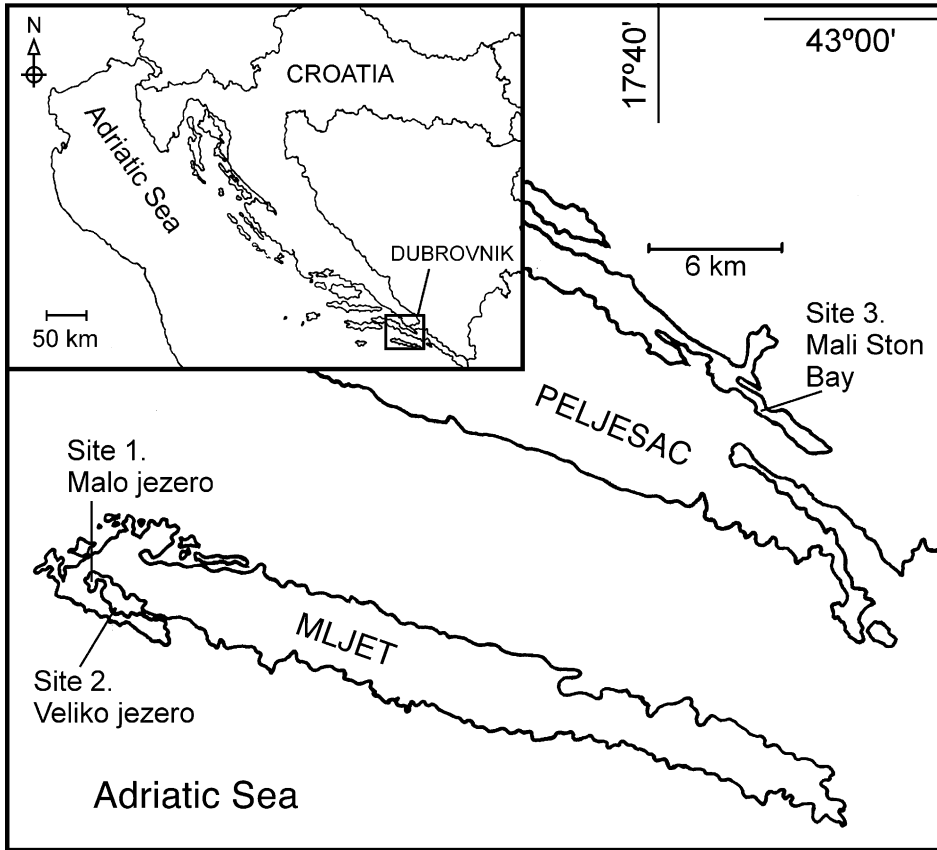 N
CROATIA
Adriatic Sea
DUBROVNIK
50 km
17º40'
43º00'
6 km
Site 3.
Mali Ston
Bay
PELJESAC
Site 1.
Malo jezero
MLJET
Site 2.
Veliko jezero
Adriatic Sea